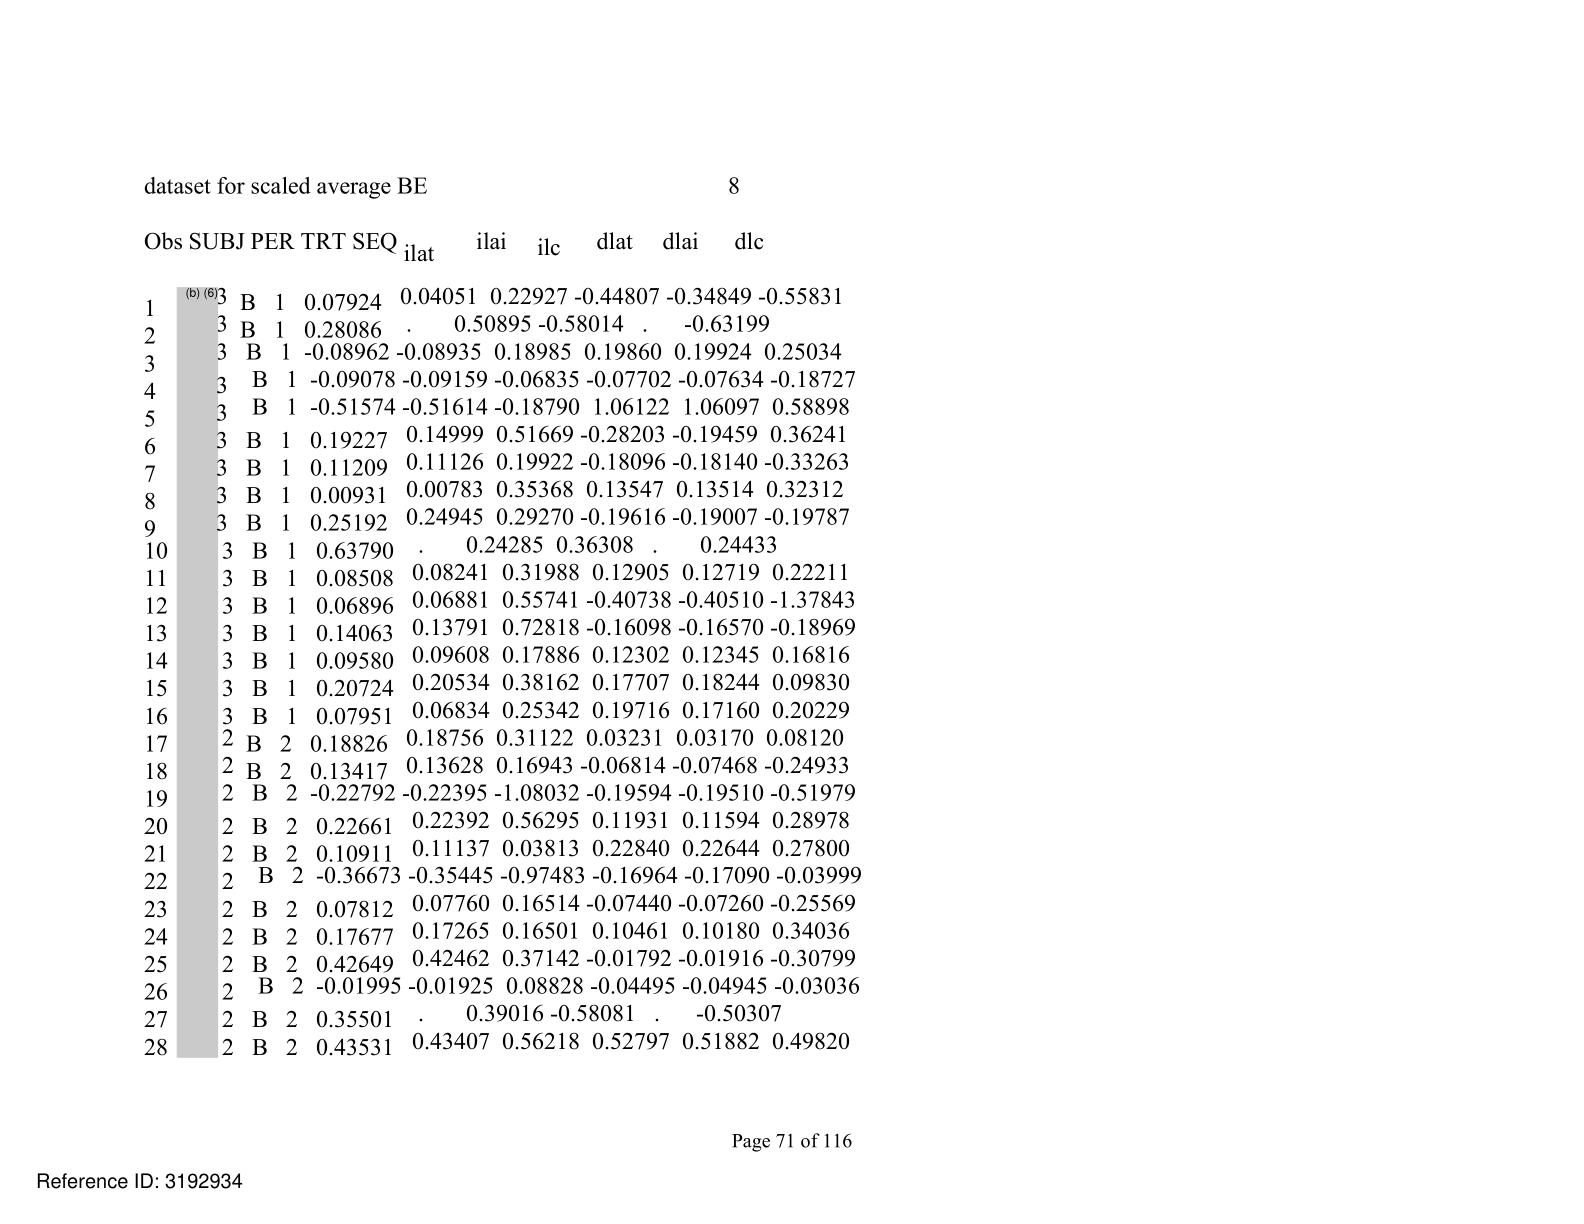 dataset for scaled average BE 8
Obs SUBJ PER TRT SEQ ilat ilai ilc dlat dlai dlc
(b) (6)
1 3 B 1 0.07924 0.04051 0.22927 -0.44807 -0.34849 -0.55831
2 3 B 1 0.28086 . 0.50895 -0.58014 . -0.63199
3 3 B 1 -0.08962 -0.08935 0.18985 0.19860 0.19924 0.25034
4 3 B 1 -0.09078 -0.09159 -0.06835 -0.07702 -0.07634 -0.18727
5 3 B 1 -0.51574 -0.51614 -0.18790 1.06122 1.06097 0.58898
6 3 B 1 0.19227 0.14999 0.51669 -0.28203 -0.19459 0.36241
7 3 B 1 0.11209 0.11126 0.19922 -0.18096 -0.18140 -0.33263
8 3 B 1 0.00931 0.00783 0.35368 0.13547 0.13514 0.32312
9 3 B 1 0.25192 0.24945 0.29270 -0.19616 -0.19007 -0.19787
10 3 B 1 0.63790 . 0.24285 0.36308 . 0.24433
11 3 B 1 0.08508 0.08241 0.31988 0.12905 0.12719 0.22211
12 3 B 1 0.06896 0.06881 0.55741 -0.40738 -0.40510 -1.37843
13 3 B 1 0.14063 0.13791 0.72818 -0.16098 -0.16570 -0.18969
14 3 B 1 0.09580 0.09608 0.17886 0.12302 0.12345 0.16816
15 3 B 1 0.20724 0.20534 0.38162 0.17707 0.18244 0.09830
16 3 B 1 0.07951 0.06834 0.25342 0.19716 0.17160 0.20229
17 2 B 2 0.18826 0.18756 0.31122 0.03231 0.03170 0.08120
18 2 B 2 0.13417 0.13628 0.16943 -0.06814 -0.07468 -0.24933
19 2 B 2 -0.22792 -0.22395 -1.08032 -0.19594 -0.19510 -0.51979
20 2 B 2 0.22661 0.22392 0.56295 0.11931 0.11594 0.28978
21 2 B 2 0.10911 0.11137 0.03813 0.22840 0.22644 0.27800
22 2 B 2 -0.36673 -0.35445 -0.97483 -0.16964 -0.17090 -0.03999
23 2 B 2 0.07812 0.07760 0.16514 -0.07440 -0.07260 -0.25569
24 2 B 2 0.17677 0.17265 0.16501 0.10461 0.10180 0.34036
25 2 B 2 0.42649 0.42462 0.37142 -0.01792 -0.01916 -0.30799
26 2 B 2 -0.01995 -0.01925 0.08828 -0.04495 -0.04945 -0.03036
27 2 B 2 0.35501 . 0.39016 -0.58081 . -0.50307
28 2 B 2 0.43531 0.43407 0.56218 0.52797 0.51882 0.49820
Page 71 of 116
Reference ID: 3192934